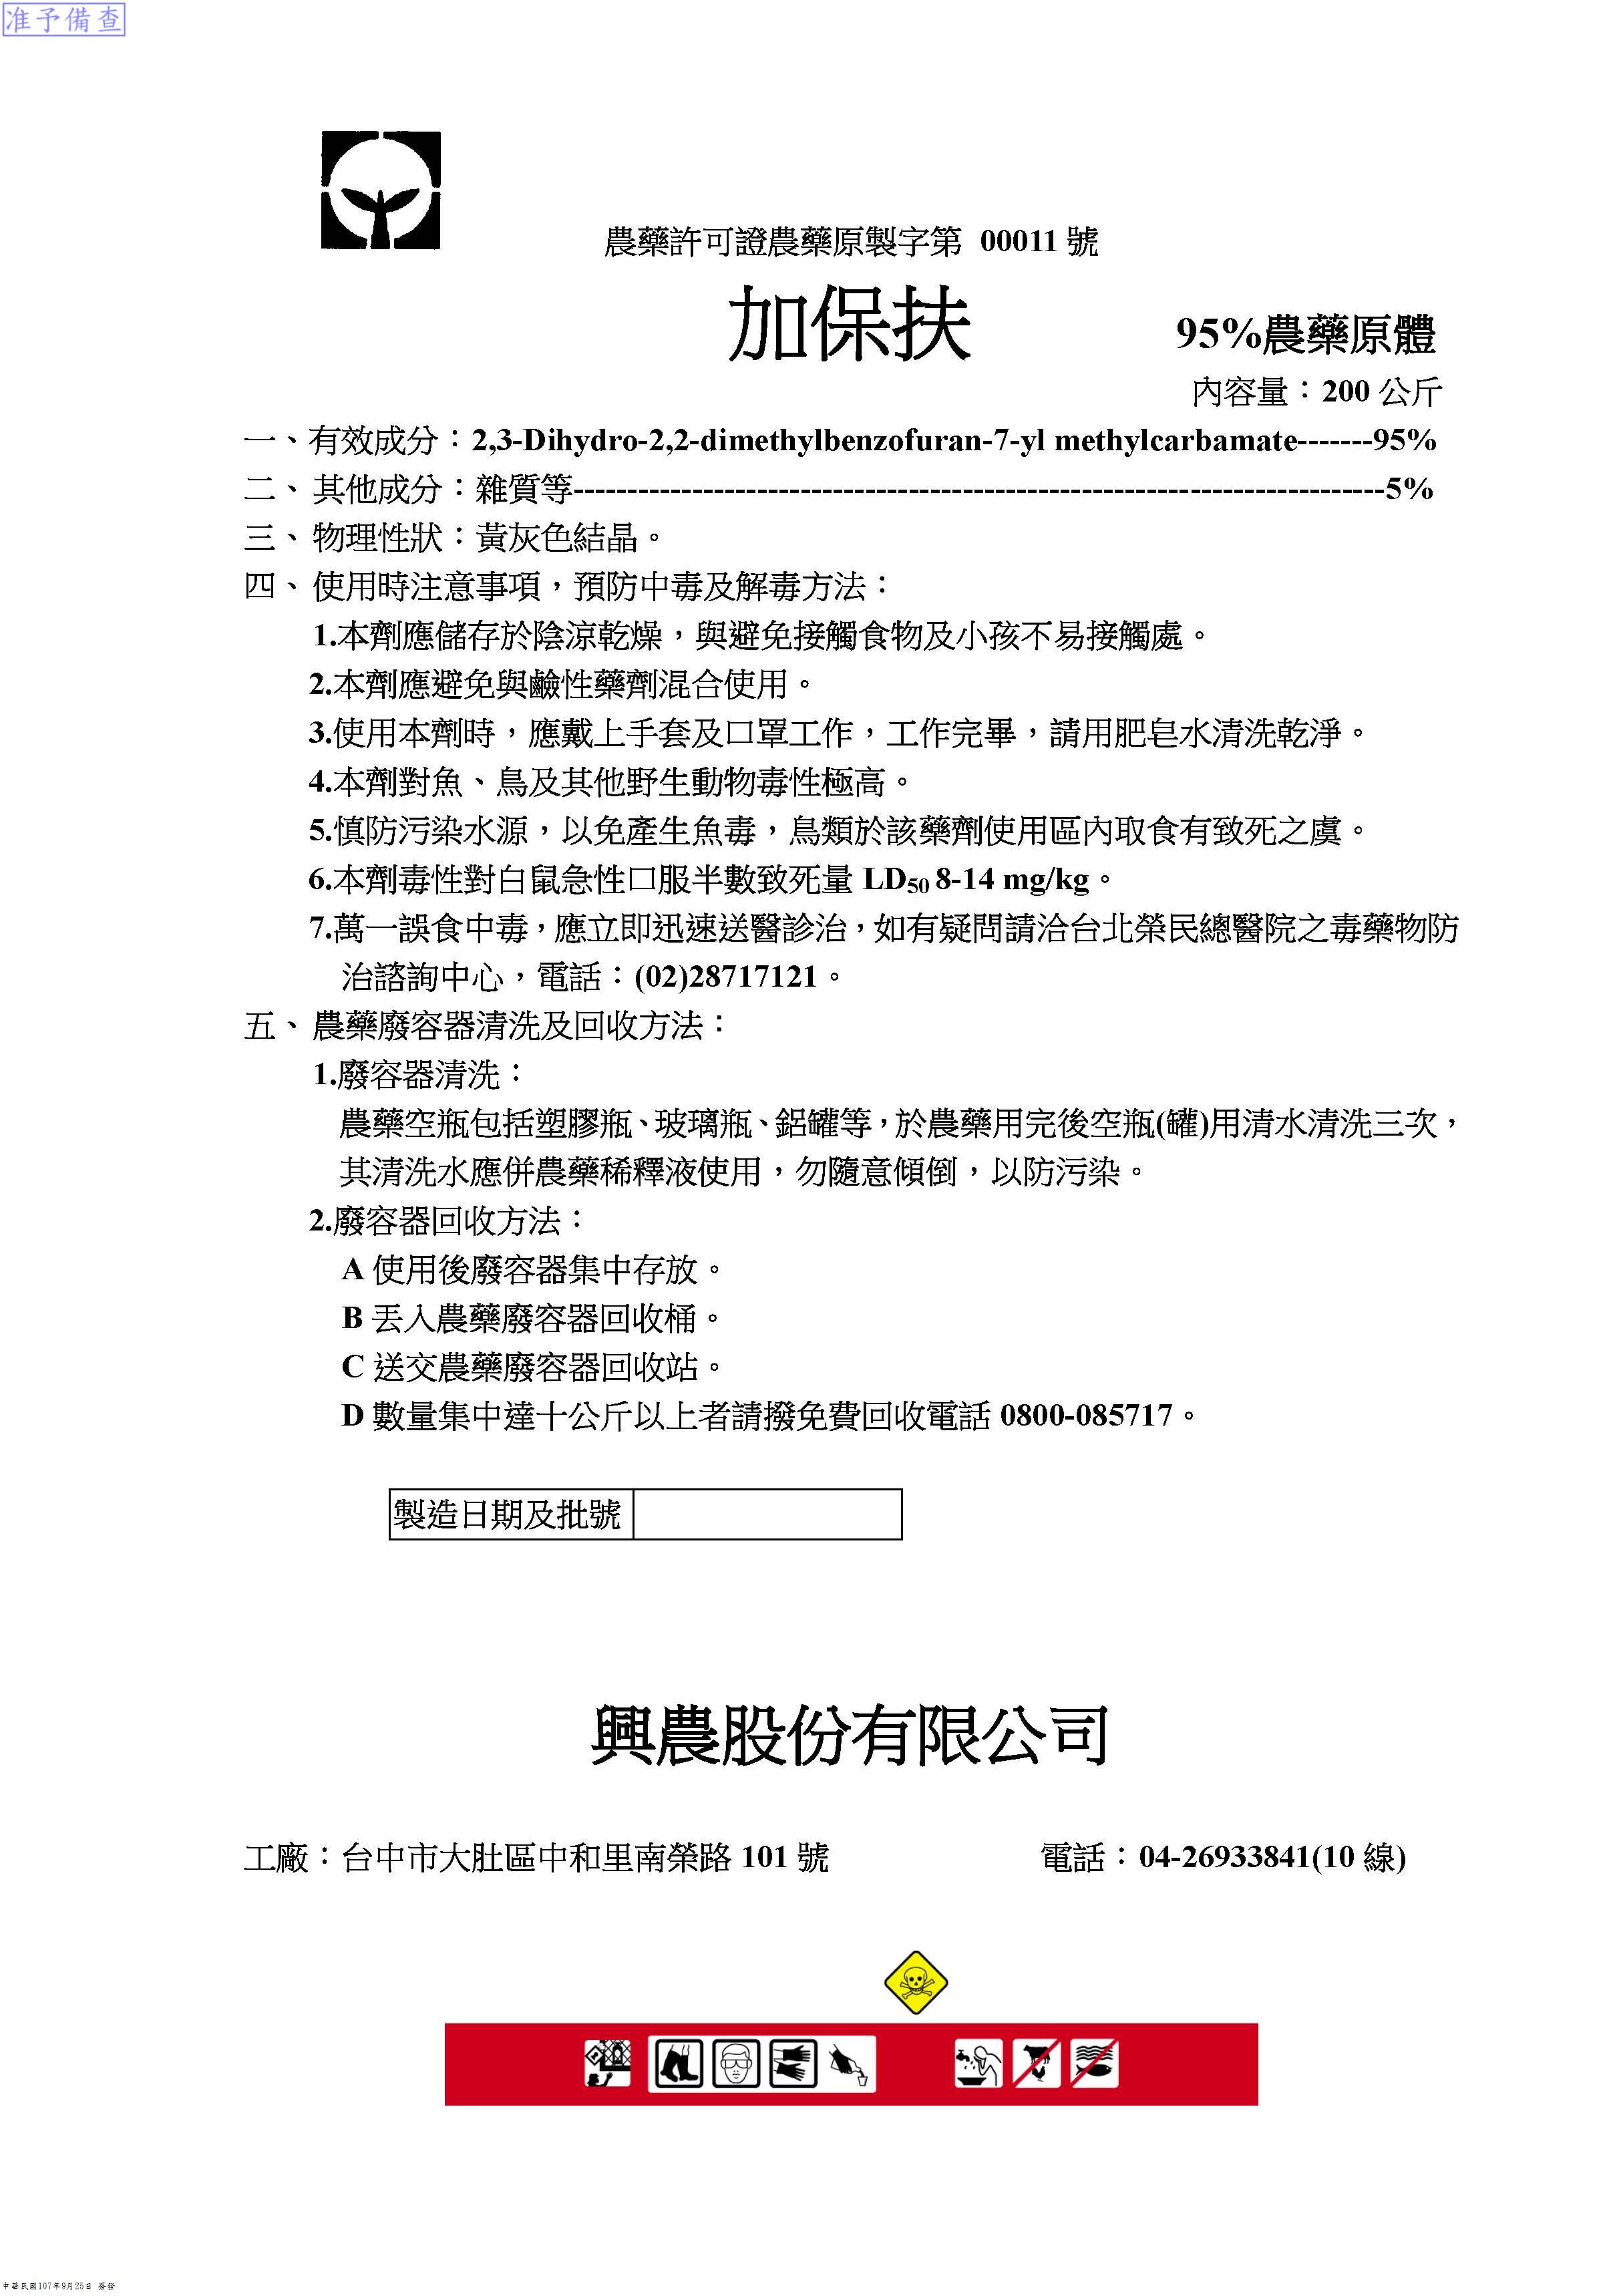 准予備查
農藥許可證農藥原製字第 00011 號
加保扶
95%農藥原體
內容量：200 公斤
一、有效成分：2,3-Dihydro-2,2-dimethylbenzofuran-7-yl methylcarbamate-------95%
二、其他成分：雜質等---------------------------------------------------------------------------5%
三、物理性狀：黃灰色結晶。
四、使用時注意事項，預防中毒及解毒方法：
1.本劑應儲存於陰涼乾燥，與避免接觸食物及小孩不易接觸處。
2.本劑應避免與鹼性藥劑混合使用。
3.使用本劑時，應戴上手套及口罩工作，工作完畢，請用肥皂水清洗乾淨。
4.本劑對魚、鳥及其他野生動物毒性極高。
5.慎防污染水源，以免產生魚毒，鳥類於該藥劑使用區內取食有致死之虞。
6.本劑毒性對白鼠急性口服半數致死量 LD50 8-14 mg/kg。
7.萬一誤食中毒，應立即迅速送醫診治，如有疑問請洽台北榮民總醫院之毒藥物防
治諮詢中心，電話：(02)28717121。
五、農藥廢容器清洗及回收方法：
1.廢容器清洗：
農藥空瓶包括塑膠瓶、玻璃瓶、鋁罐等，於農藥用完後空瓶(罐)用清水清洗三次，
其清洗水應併農藥稀釋液使用，勿隨意傾倒，以防污染。
2.廢容器回收方法：
A 使用後廢容器集中存放。
B 丟入農藥廢容器回收桶。
C 送交農藥廢容器回收站。
D 數量集中達十公斤以上者請撥免費回收電話 0800-085717。
製造日期及批號
興農股份有限公司
工廠：台中市大肚區中和里南榮路 101 號 電話：04-26933841(10 線)
中華民國107年9月25日 簽發